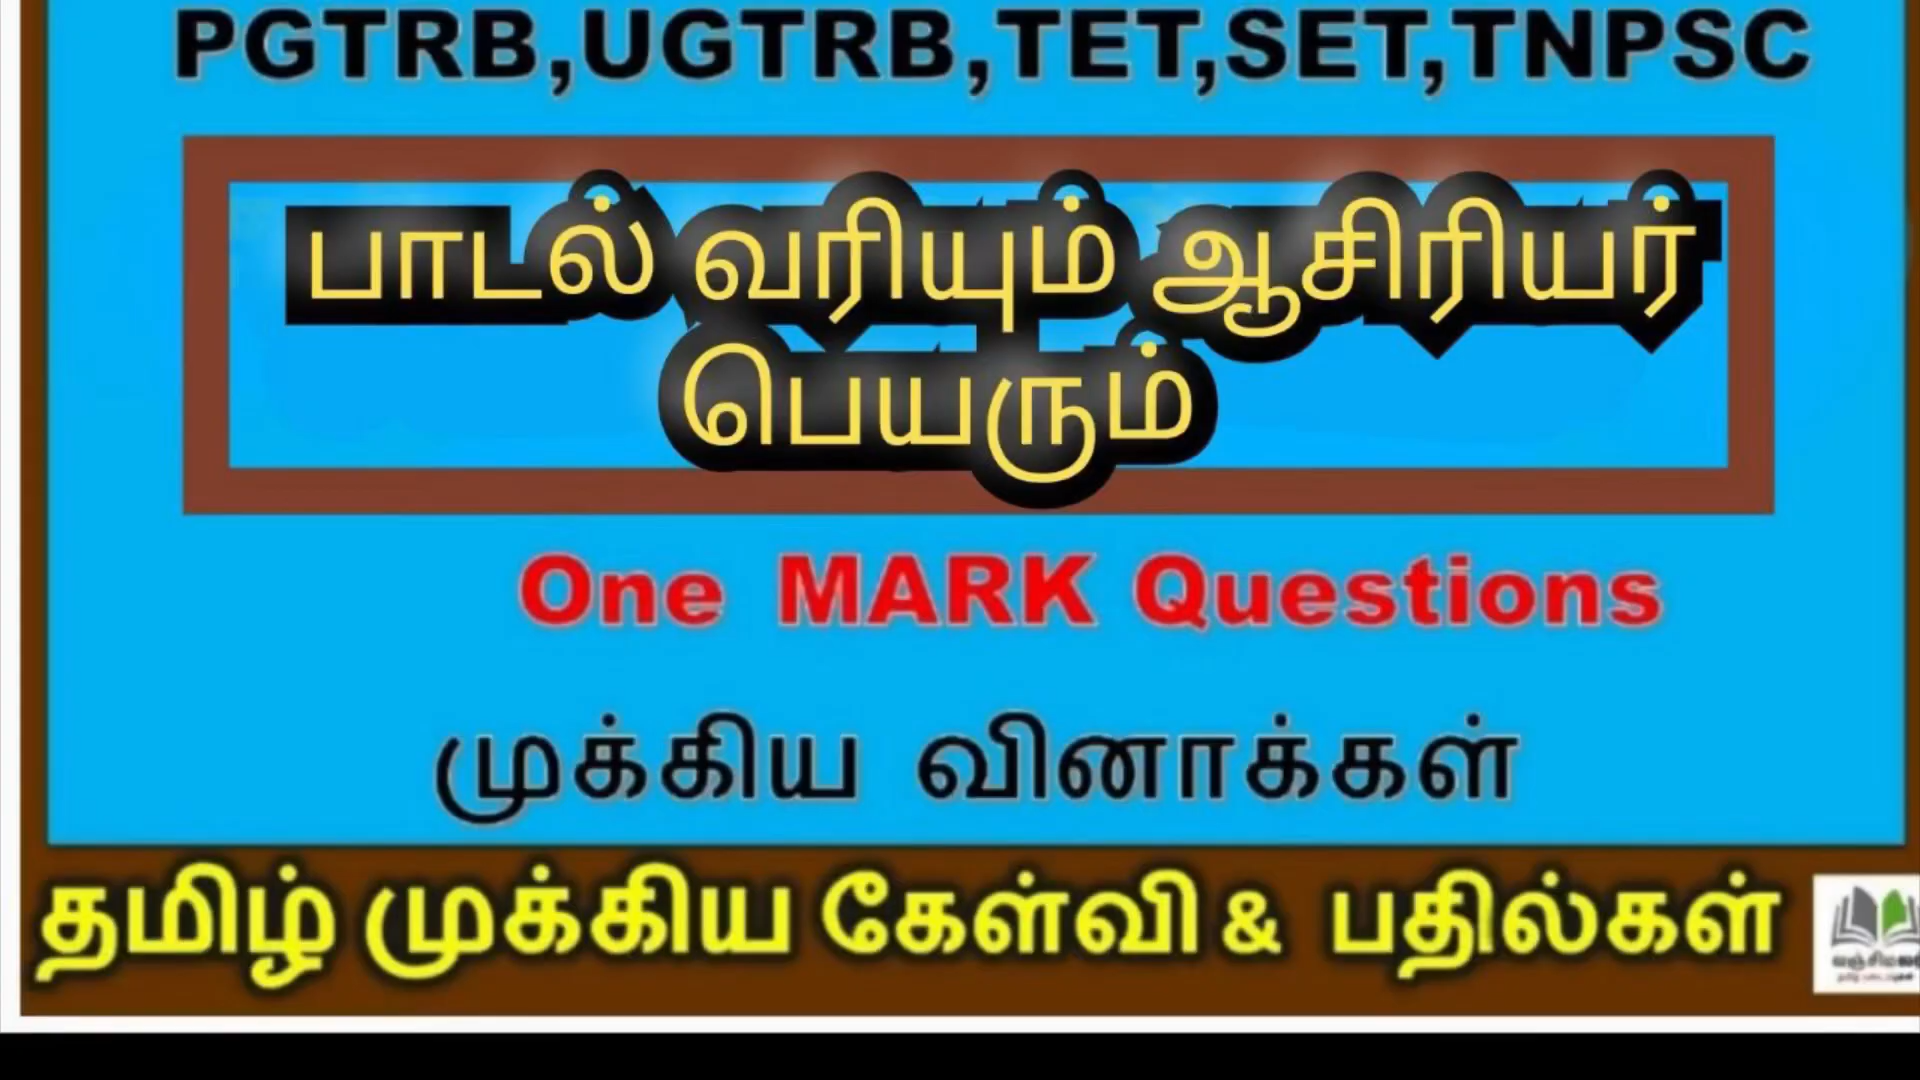 PGTRB,UGTRB,TET,SET,TNPSC
பாடல் வரியும் ஆசிரியர்
பெயரும்
One MARK Questions
முக்கிய வினாக்கள்
தமிழ் முக்கிய கேள்வி & பதில்கள்